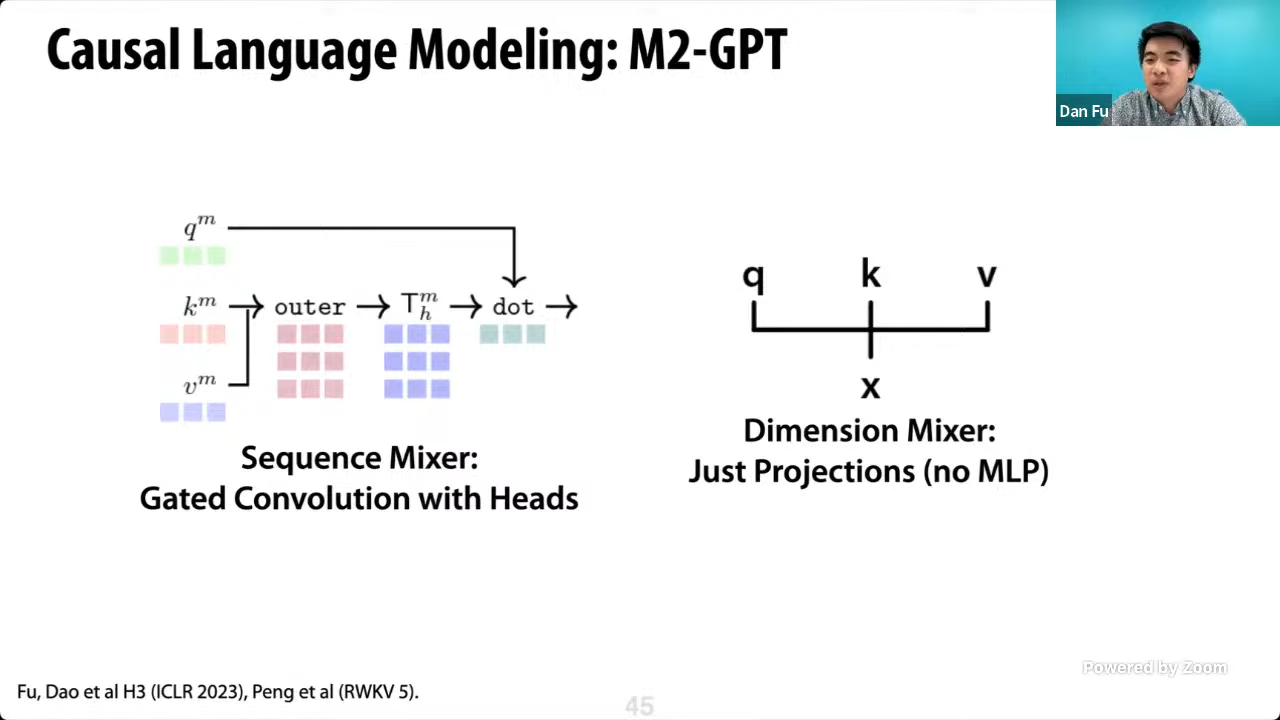 Causal Language Modeling: M2-GPT
Dan Fu
q^m
k^m
outer
T_h^m
dot
v^m
Sequence Mixer:
Gated Convolution with Heads
q k v
x
Dimension Mixer:
Just Projections (no MLP)
Powered by Zoom
Fu, Dao et al H3 (ICLR 2023), Peng et al (RWKV 5).
45